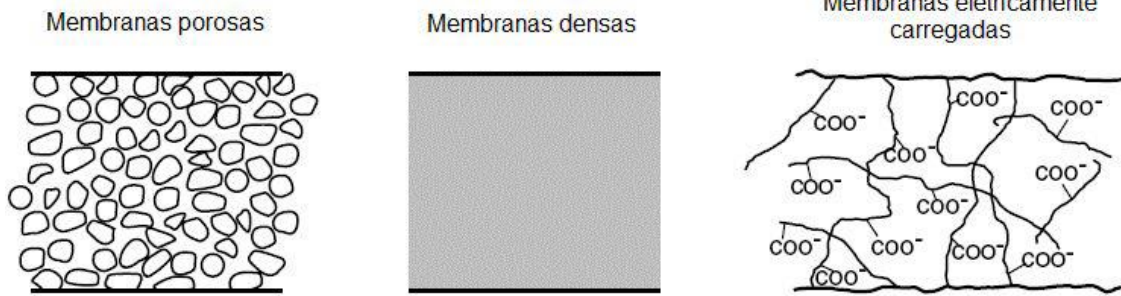 Membranas porosas
Membranas densas
Membranas eletricamente
carregadas
COO⁻
COO⁻
COO⁻
COO⁻
COO⁻
COO⁻
COO⁻
COO⁻
COO⁻
COO⁻
COO⁻
COO⁻